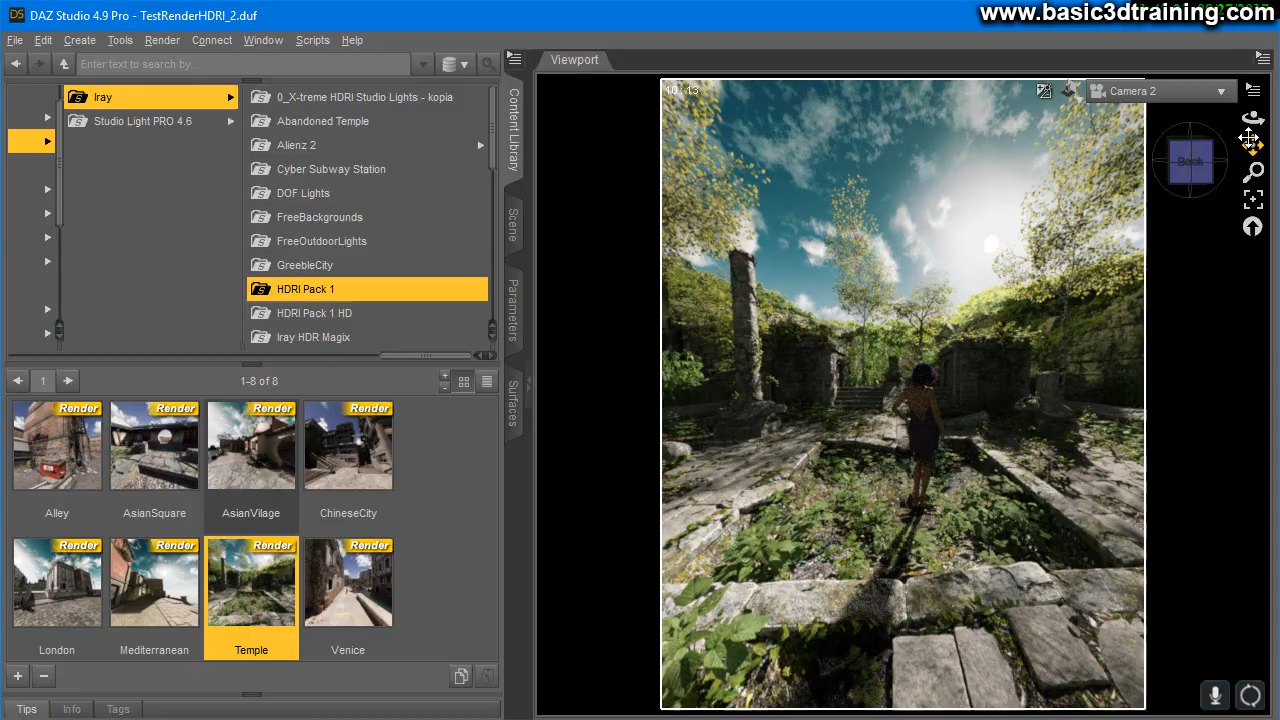 DAZ Studio 4.9 Pro - TestRenderHDRI_2.duf
www.basic3dtraining.com
File Edit Create Tools Render Connect Window Scripts Help
Enter text to search by...
Viewport
Iray
Studio Light PRO 4.6
0_X-treme HDRI Studio Lights - kopia
Abandoned Temple
Alienz 2
Cyber Subway Station
DOF Lights
FreeBackgrounds
FreeOutdoorLights
GreebleCity
HDRI Pack 1
HDRI Pack 1 HD
Iray HDR Magix
Content Library
Scene
Parameters
Surfaces
10 : 13
Camera 2
Back
1
1-8 of 8
Render Render Render Render
Alley AsianSquare AsianVilage ChineseCity
Render Render Render Render
London Mediterranean Temple Venice
Tips Info Tags